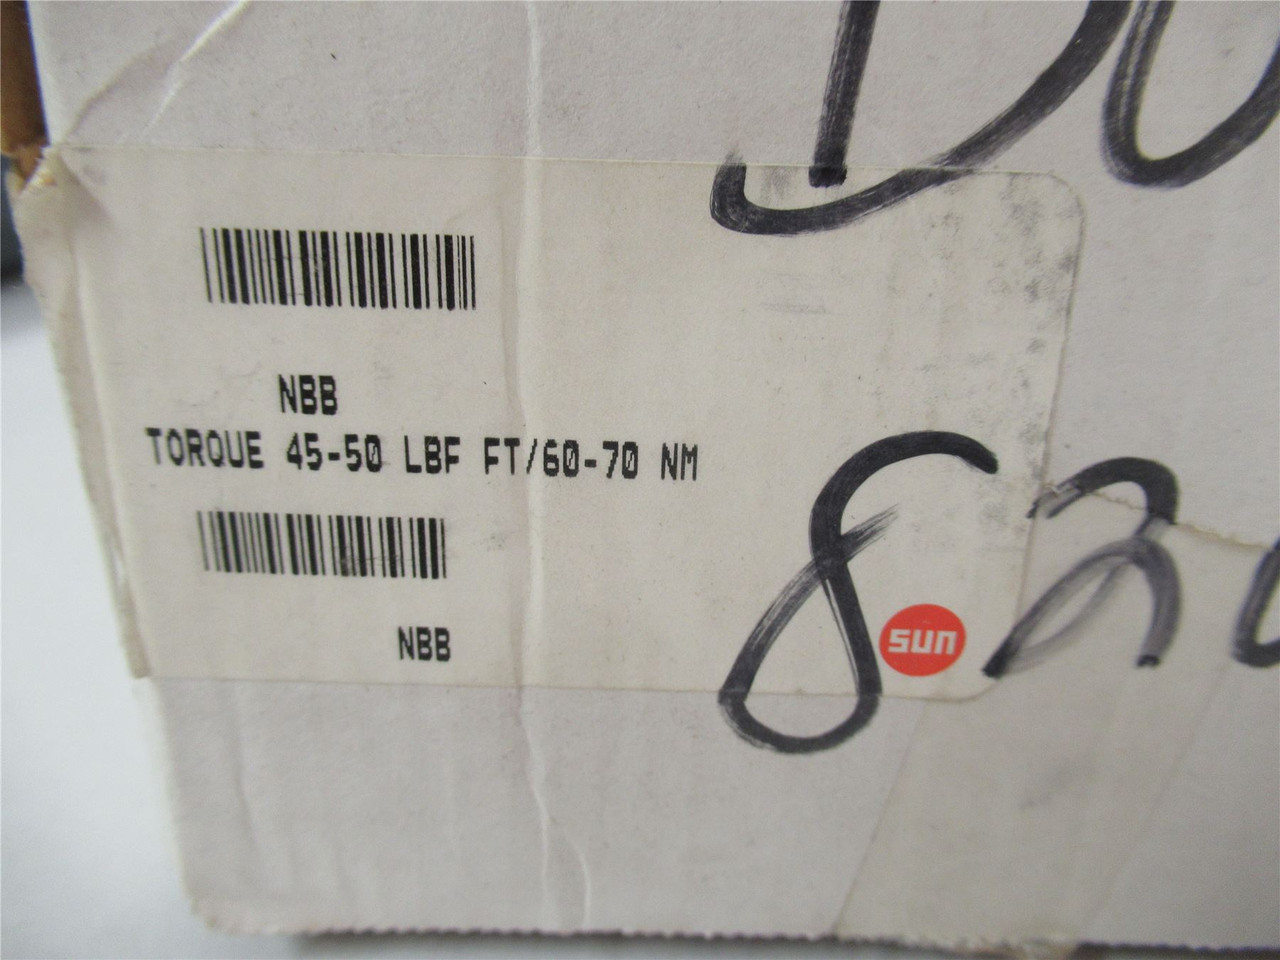 NBB
TORQUE 45-50 LBF FT/60-70 NM
NBB
sun